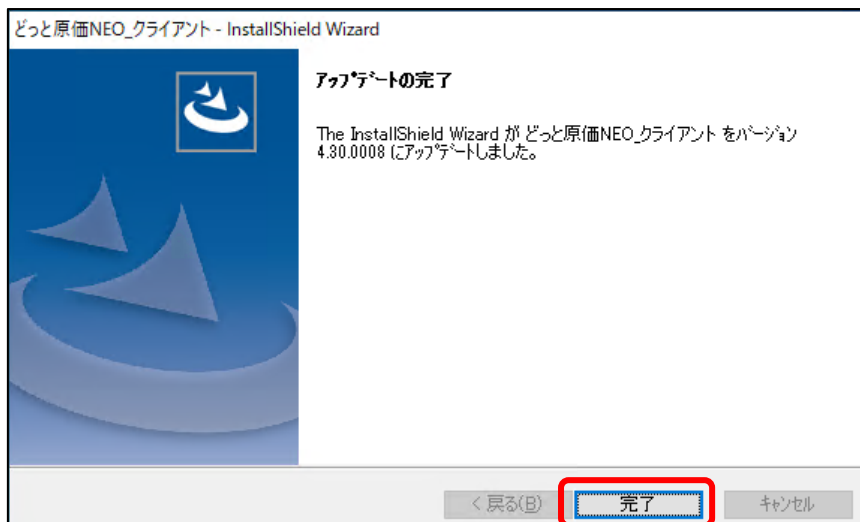 どっと原価NEO_クライアント - InstallShield Wizard
ｱｯﾌﾟﾃﾞｰﾄの完了
The InstallShield Wizard が どっと原価NEO_クライアント をﾊﾞｰｼﾞｮﾝ
4.30.0008 にｱｯﾌﾟﾃﾞｰﾄしました。
< 戻る(B)
完了
ｷｬﾝｾﾙ